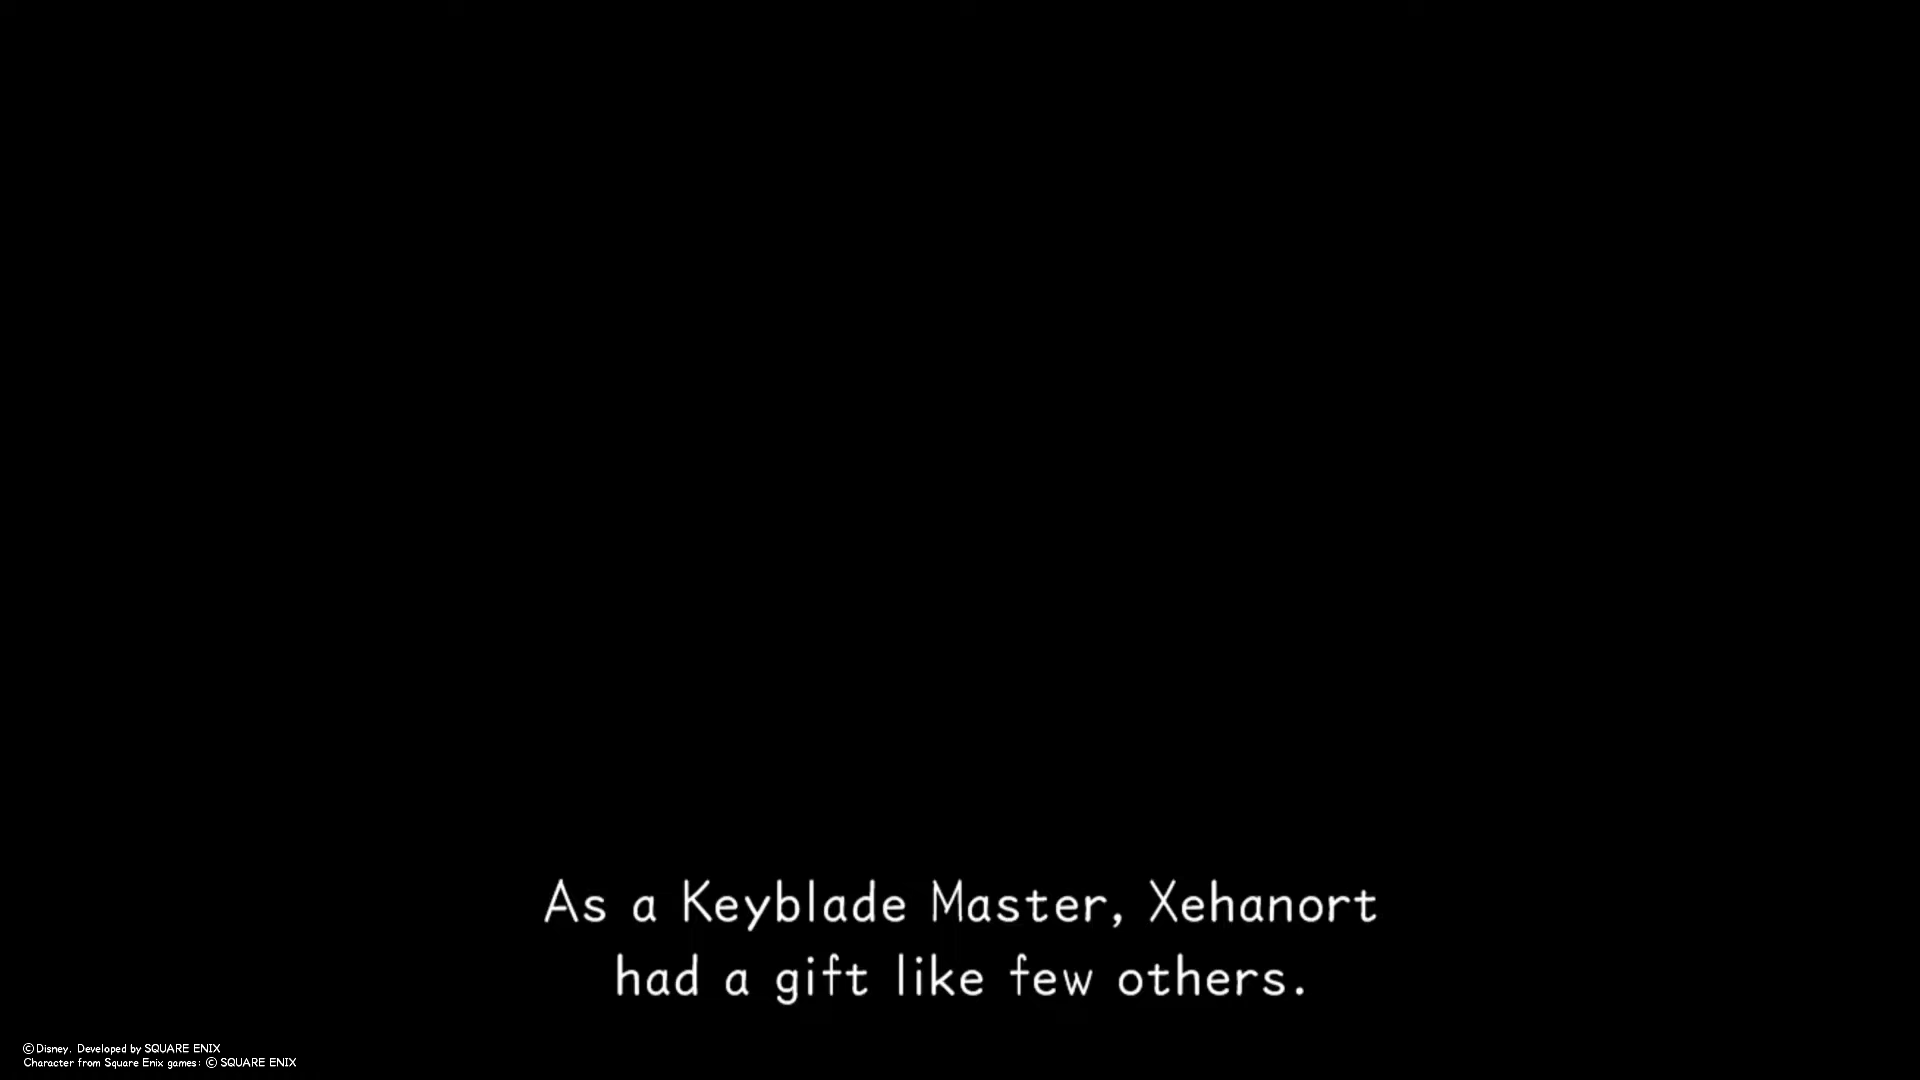 As a Keyblade Master, Xehanort
had a gift like few others.
©Disney. Developed by SQUARE ENIX
Character from Square Enix games: © SQUARE ENIX